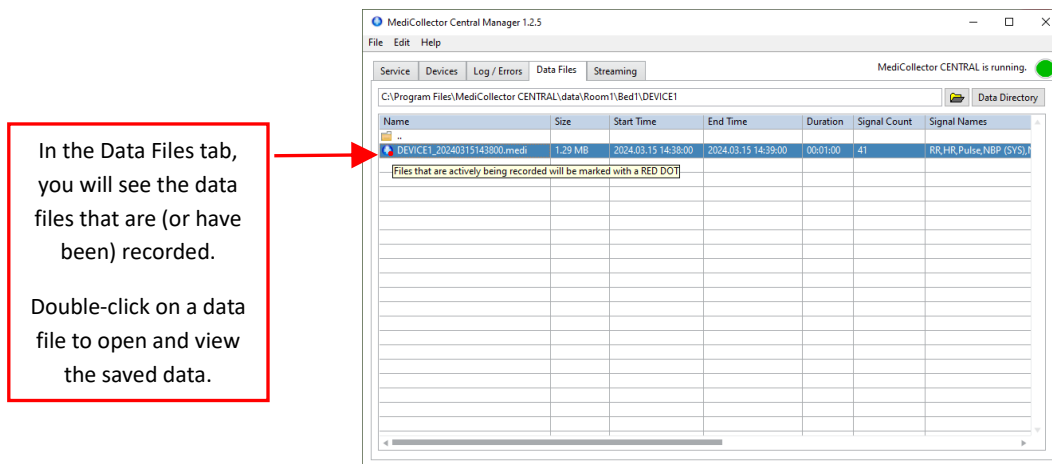 MediCollector Central Manager 1.2.5
File Edit Help
Service Devices Log / Errors Data Files Streaming MediCollector CENTRAL is running.
C:\Program Files\MediCollector CENTRAL\data\Room1\Bed1\DEVICE1 Data Directory
Name Size Start Time End Time Duration Signal Count Signal Names
..
DEVICE1_20240315143800.medi 1.29 MB 2024.03.15 14:38:00 2024.03.15 14:39:00 00:01:00 41 RR,HR,Pulse,NBP (SYS),
Files that are actively being recorded will be marked with a RED DOT
In the Data Files tab,
you will see the data
files that are (or have
been) recorded.
Double-click on a data
file to open and view
the saved data.